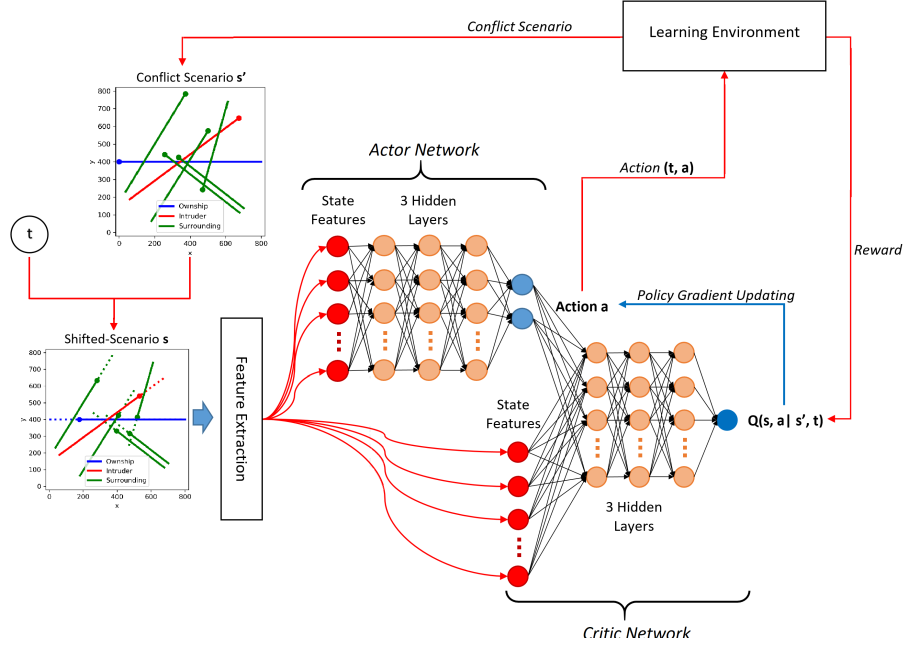 Conflict Scenario
Learning Environment
Conflict Scenario s’
800
700
600
500
400
300
200
100
0
y
0
200
400
600
800
x
Ownship
Intruder
Surrounding
t
Actor Network
State
Features
3 Hidden
Layers
Action (t, a)
Reward
Policy Gradient Updating
Action a
Shifted-Scenario s
800
700
600
500
400
300
200
100
0
y
0
200
400
600
800
x
Ownship
Intruder
Surrounding
Feature Extraction
State
Features
Q(s, a| s’, t)
3 Hidden
Layers
Critic Network